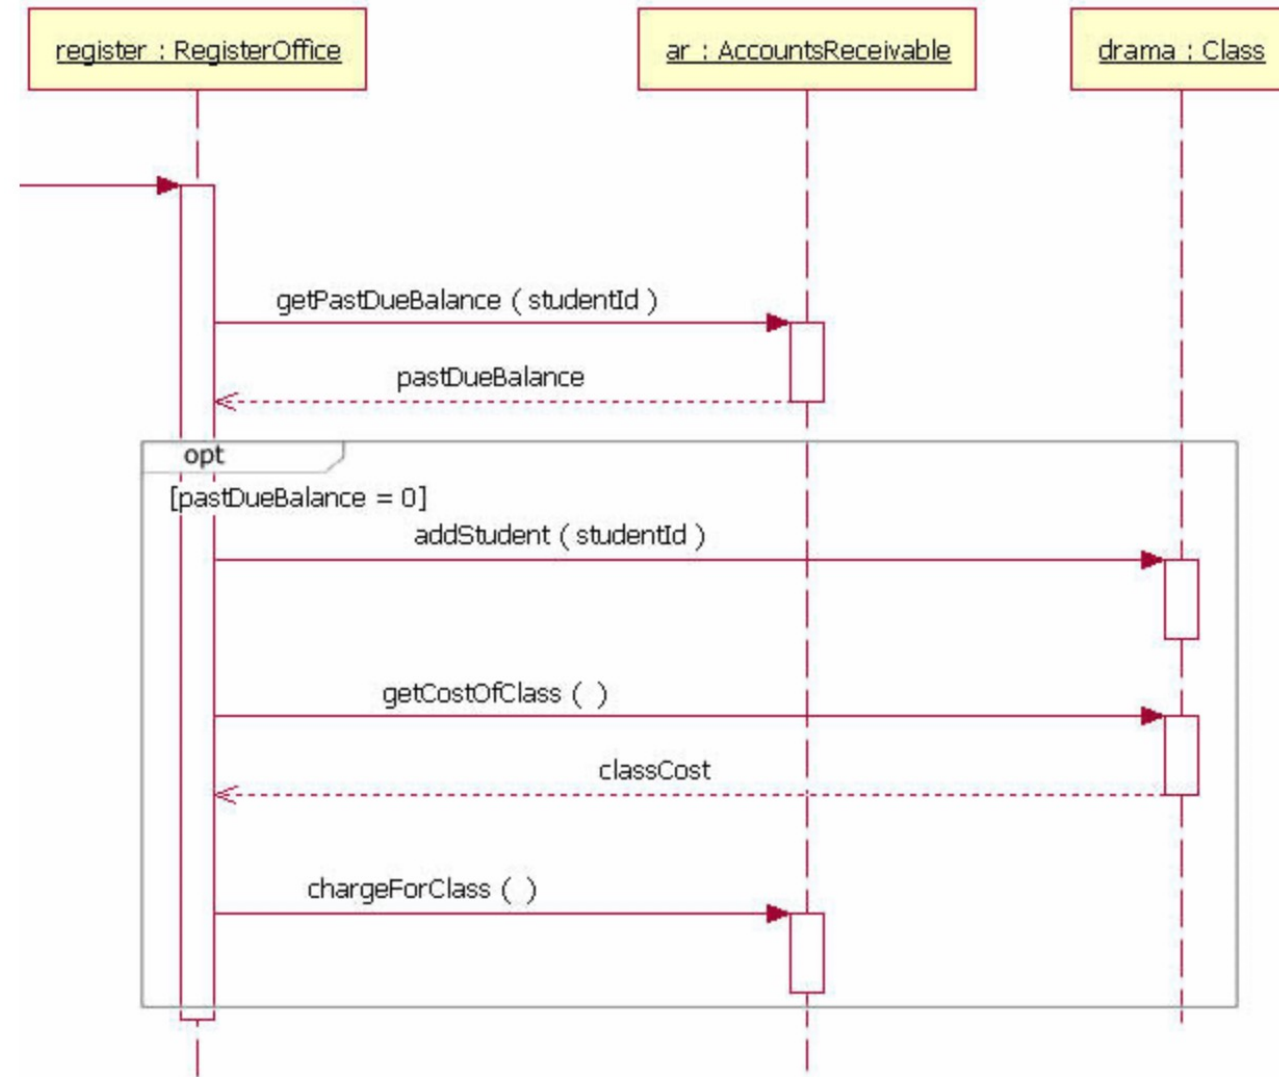 register : RegisterOffice
ar : AccountsReceivable
drama : Class
getPastDueBalance ( studentId )
pastDueBalance
opt
[pastDueBalance = 0]
addStudent ( studentId )
getCostOfClass ( )
classCost
chargeForClass ( )